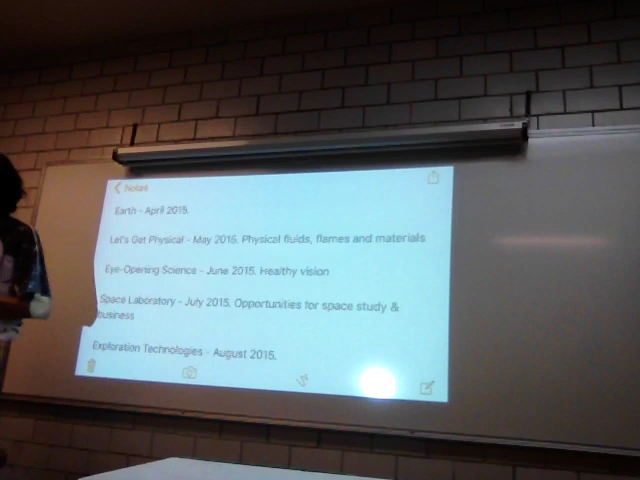 Notas
Earth - April 2015.
Let's Get Physical - May 2015. Physical fluids, flames and materials
Eye-Opening Science - June 2015. Healthy vision
Space Laboratory - July 2015. Opportunities for space study &
business
Exploration Technologies - August 2015.